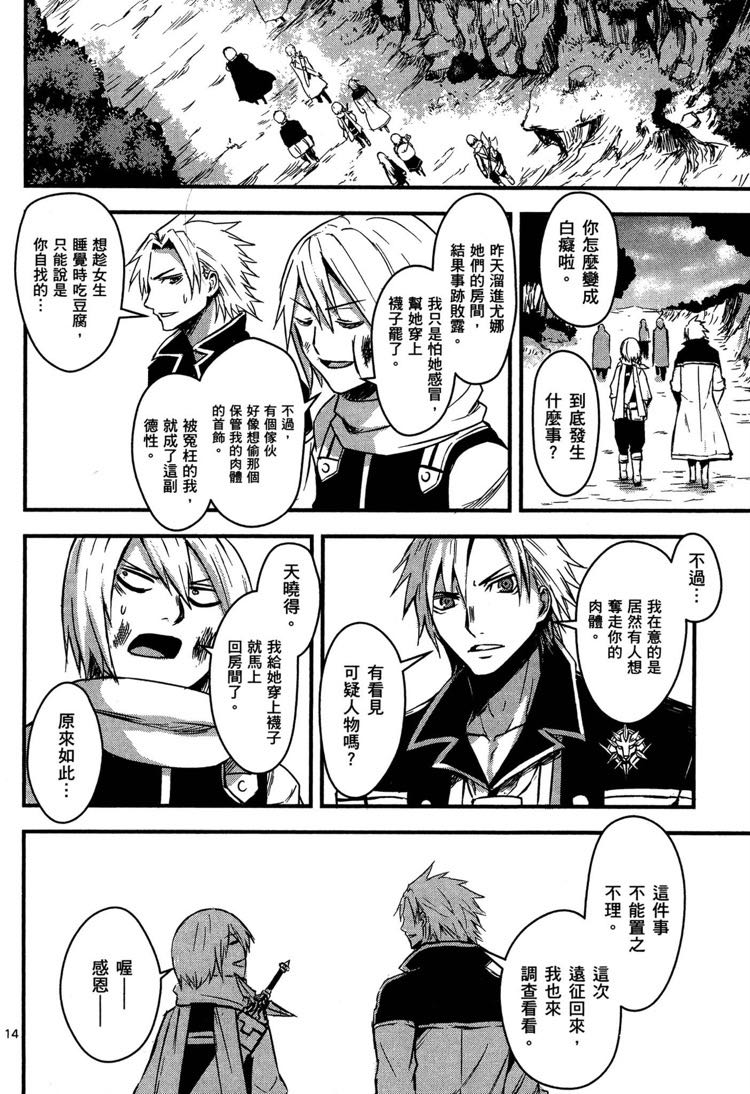 你怎麼變成
白癡啦。
到底發生
什麼事？
昨天溜進尤娜
她們的房間，
結果事跡敗露。
我只是怕她感冒，
幫她穿上
襪子罷了。
不過，
有個傢伙
好像想偷那個
保管我的肉體
的首飾。
被冤枉的我，
就成了這副
德性。
想趁女生
睡覺時吃豆腐，
只能說是
你自找的…
不過…
我在意的是
居然有人想
奪走你的
肉體。
有看見
可疑人物嗎？
天曉得。
我給她穿上襪子
就馬上
回房間了。
原來如此…
C
這件事
不能置之
不理。
這次
遠征回來，
我也來
調查看看。
喔──
感恩──
14